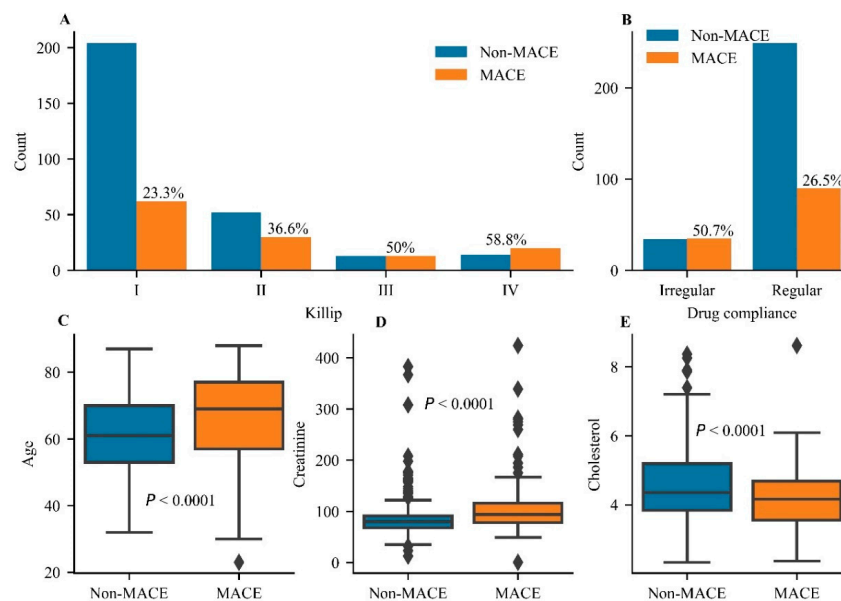 A
200
150
100
50
0
Count
Non-MACE
MACE
23.3%
36.6%
50%
58.8%
I
II
III
IV
Killip
B
200
100
0
Count
Non-MACE
MACE
50.7%
26.5%
Irregular
Regular
Drug compliance
C
80
60
40
20
Age
P < 0.0001
Non-MACE
MACE
D
400
300
200
100
0
Creatinine
P < 0.0001
Non-MACE
MACE
E
8
6
4
Cholesterol
P < 0.0001
Non-MACE
MACE